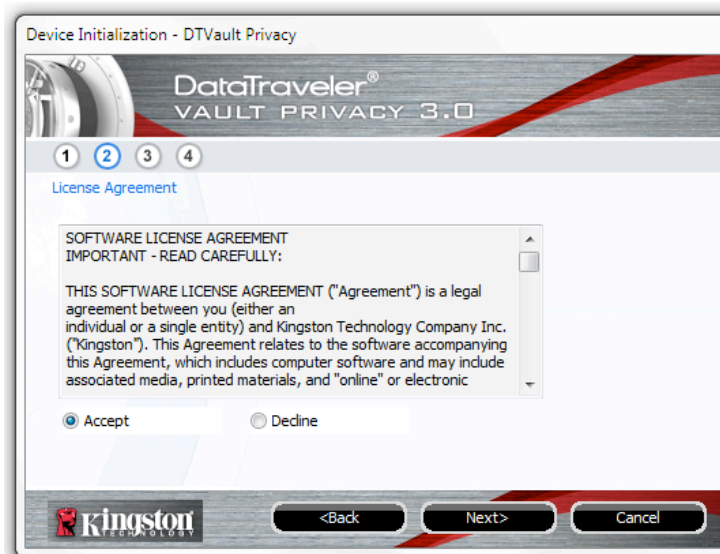 Device Initialization - DTVault Privacy
DataTraveler®
VAULT PRIVACY 3.0
1 2 3 4
License Agreement
SOFTWARE LICENSE AGREEMENT
IMPORTANT - READ CAREFULLY:
THIS SOFTWARE LICENSE AGREEMENT ("Agreement") is a legal
agreement between you (either an
individual or a single entity) and Kingston Technology Company Inc.
("Kingston"). This Agreement relates to the software accompanying
this Agreement, which includes computer software and may include
associated media, printed materials, and "online" or electronic
Accept Decline
Kingston
TECHNOLOGY
<Back Next> Cancel